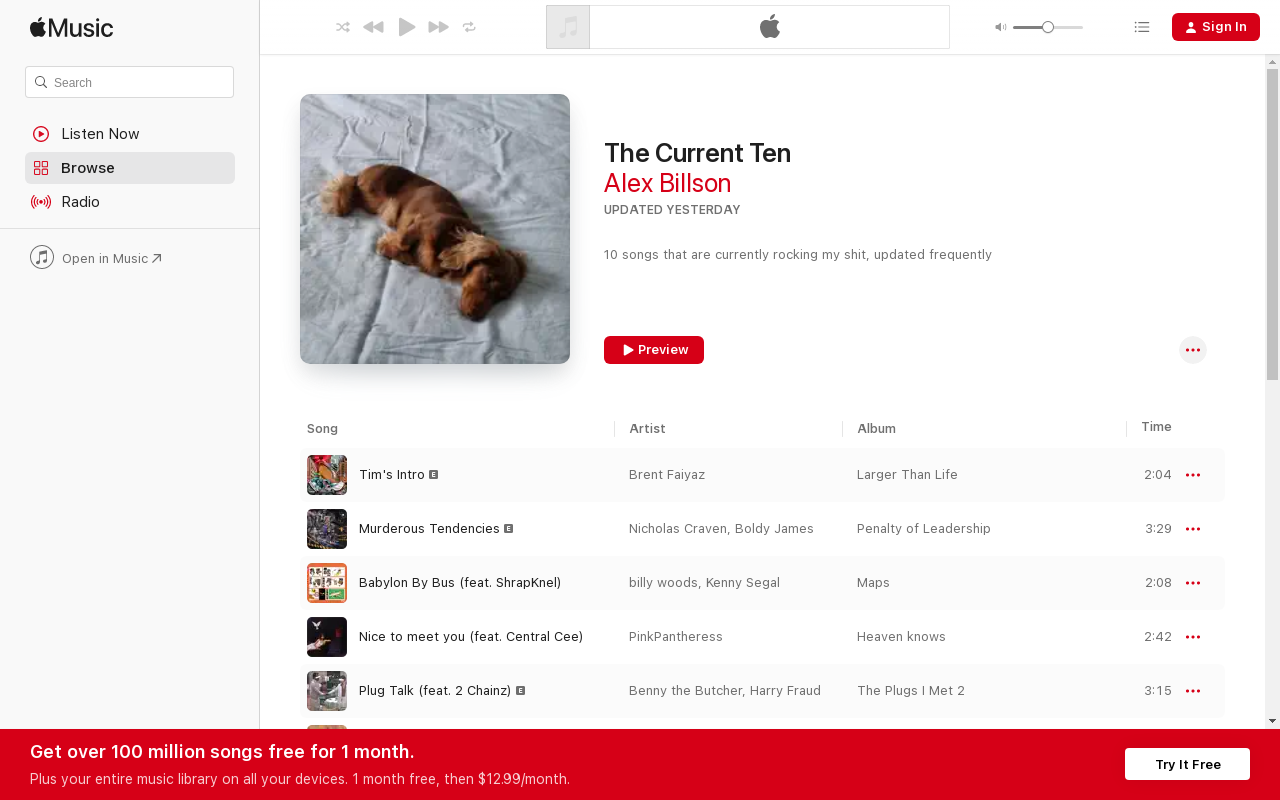 Music
Search
Listen Now
Browse
Radio
Open in Music
Sign In
The Current Ten
Alex Billson
UPDATED YESTERDAY
10 songs that are currently rocking my shit, updated frequently
Preview
Song Artist Album Time
Tim's Intro E Brent Faiyaz Larger Than Life 2:04
Murderous Tendencies E Nicholas Craven, Boldy James Penalty of Leadership 3:29
Babylon By Bus (feat. ShrapKnel) billy woods, Kenny Segal Maps 2:08
Nice to meet you (feat. Central Cee) PinkPantheress Heaven knows 2:42
Plug Talk (feat. 2 Chainz) E Benny the Butcher, Harry Fraud The Plugs I Met 2 3:15
Get over 100 million songs free for 1 month.
Plus your entire music library on all your devices. 1 month free, then $12.99/month.
Try It Free